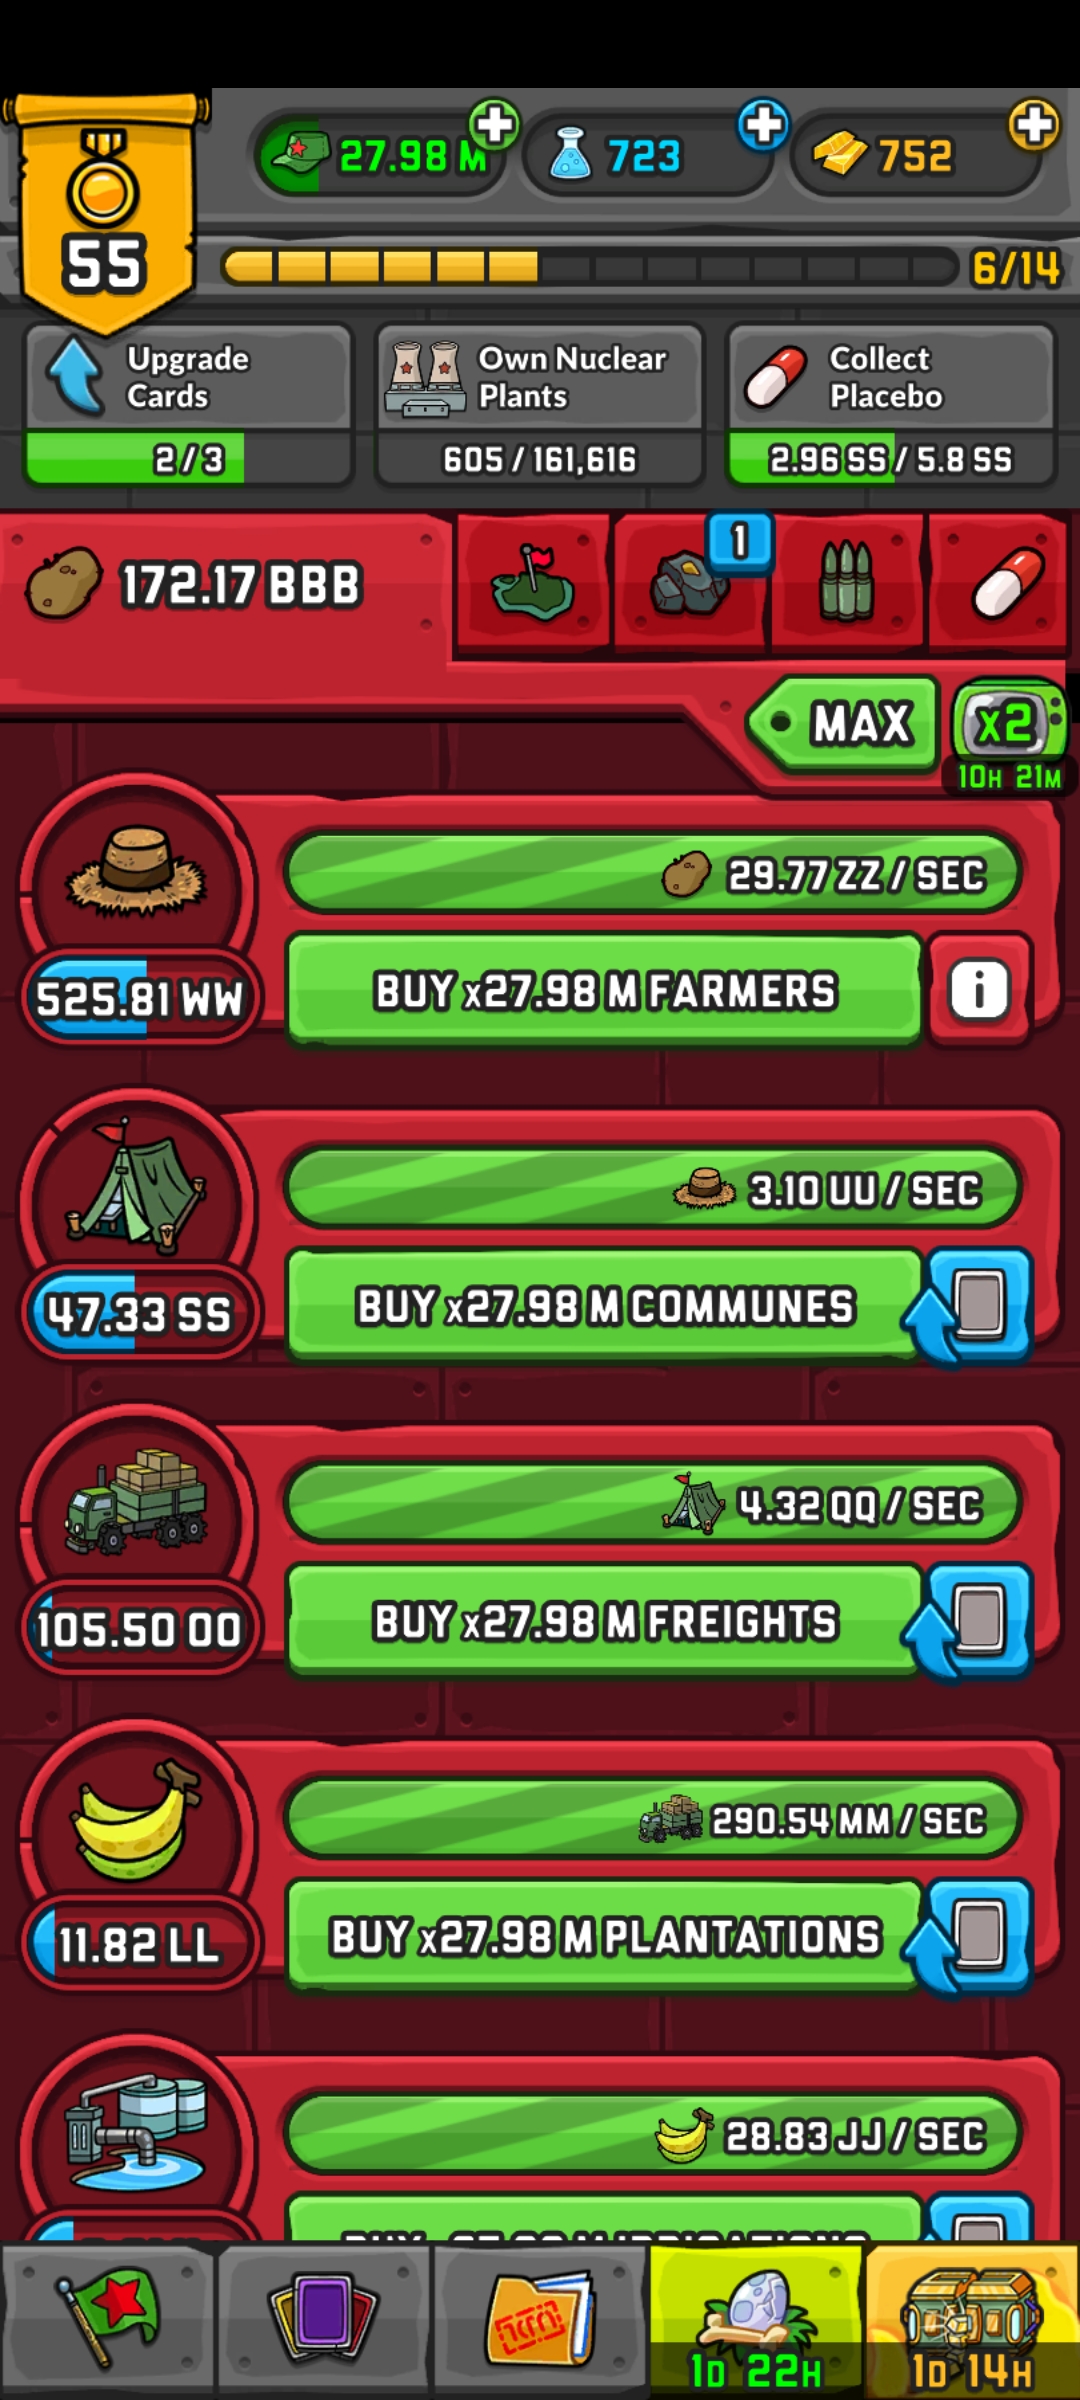 27.98 M
723
752
55
6/14
Upgrade
Cards
2/3
Own Nuclear
Plants
605/161,616
Collect
Placebo
2.96 SS / 5.8 SS
172.17 BBB
1
MAX
x2
10H 21M
29.77 ZZ / SEC
525.81 WW
BUY x27.98 M FARMERS
i
3.10 UU / SEC
47.33 SS
BUY x27.98 M COMMUNES
4.32 QQ / SEC
105.50 OO
BUY x27.98 M FREIGHTS
290.54 MM / SEC
11.82 LL
BUY x27.98 M PLANTATIONS
28.83 JJ / SEC
1D 22H
1D 14H